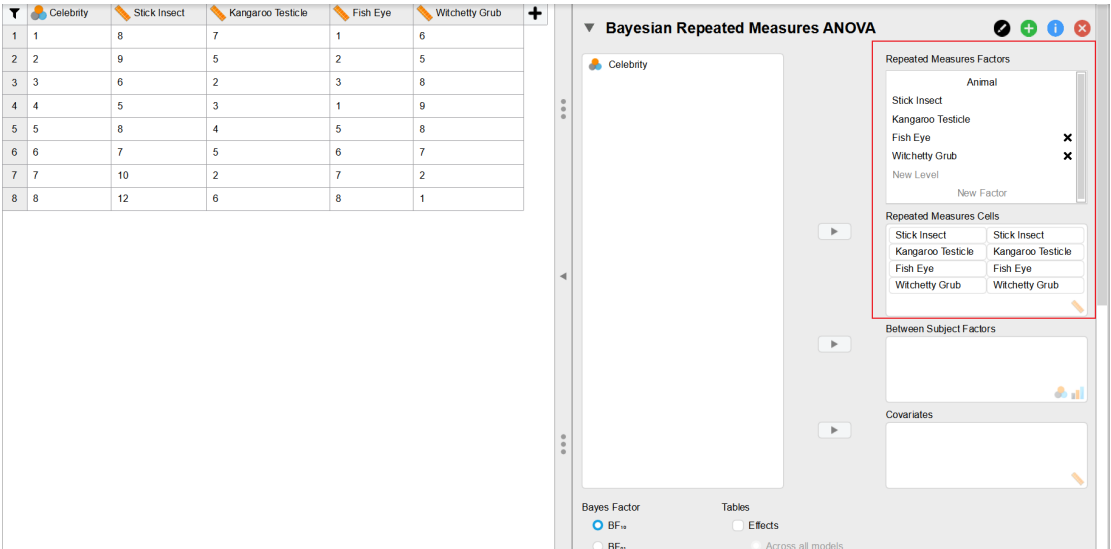 Celebrity Stick Insect Kangaroo Testicle Fish Eye Witchetty Grub
1 1 8 7 1 6
2 2 9 5 2 5
3 3 6 2 3 8
4 4 5 3 1 9
5 5 8 4 5 8
6 6 7 5 6 7
7 7 10 2 7 2
8 8 12 6 8 1
Bayesian Repeated Measures ANOVA
Celebrity
Repeated Measures Factors
Animal
Stick Insect
Kangaroo Testicle
Fish Eye
Witchetty Grub
New Level
New Factor
Repeated Measures Cells
Stick Insect Stick Insect
Kangaroo Testicle Kangaroo Testicle
Fish Eye Fish Eye
Witchetty Grub Witchetty Grub
Between Subject Factors
Covariates
Bayes Factor Tables
BF₁₀ Effects
BF₀₁ Across all models